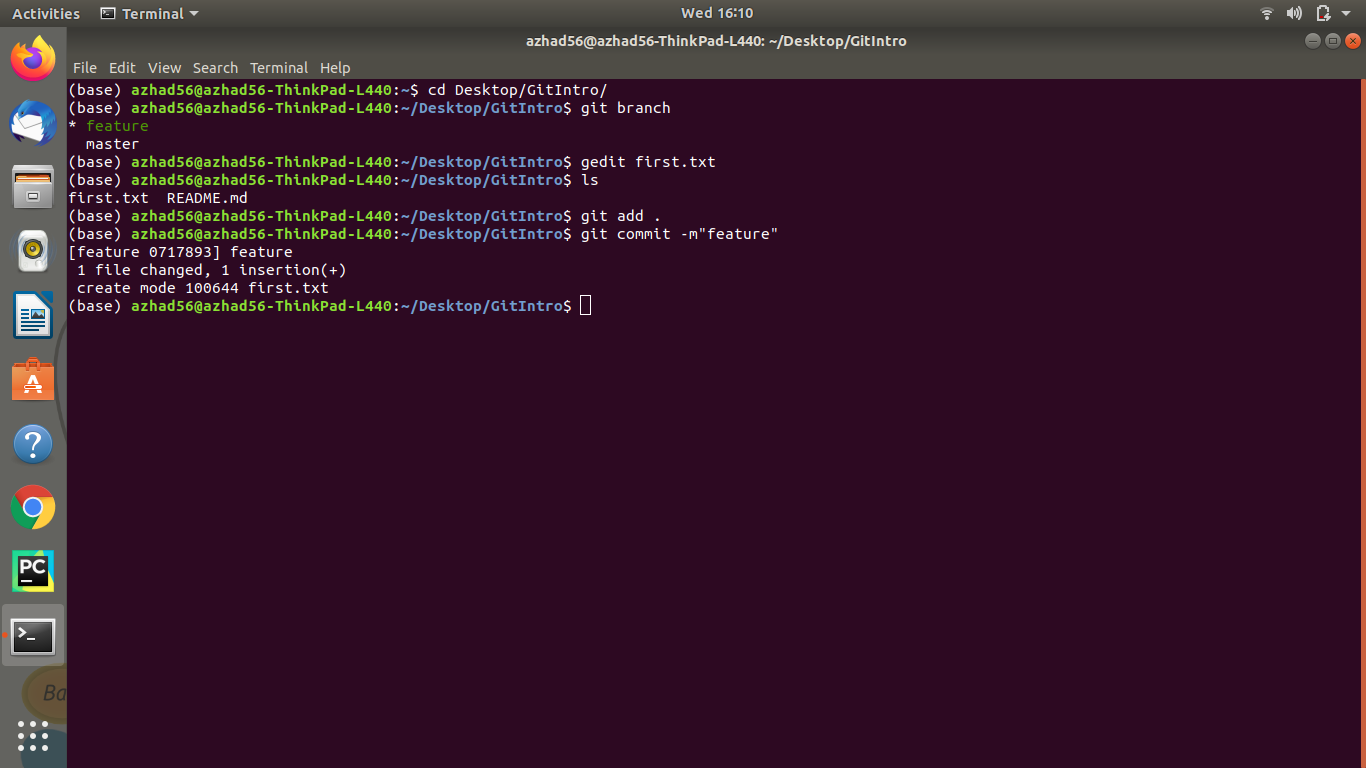 Activities Terminal Wed 16:10
azhad56@azhad56-ThinkPad-L440: ~/Desktop/GitIntro
File Edit View Search Terminal Help
(base) azhad56@azhad56-ThinkPad-L440:~$ cd Desktop/GitIntro/
(base) azhad56@azhad56-ThinkPad-L440:~/Desktop/GitIntro$ git branch
* feature
  master
(base) azhad56@azhad56-ThinkPad-L440:~/Desktop/GitIntro$ gedit first.txt
(base) azhad56@azhad56-ThinkPad-L440:~/Desktop/GitIntro$ ls
first.txt  README.md
(base) azhad56@azhad56-ThinkPad-L440:~/Desktop/GitIntro$ git add .
(base) azhad56@azhad56-ThinkPad-L440:~/Desktop/GitIntro$ git commit -m"feature"
[feature 0717893] feature
 1 file changed, 1 insertion(+)
 create mode 100644 first.txt
(base) azhad56@azhad56-ThinkPad-L440:~/Desktop/GitIntro$
PC
Ba